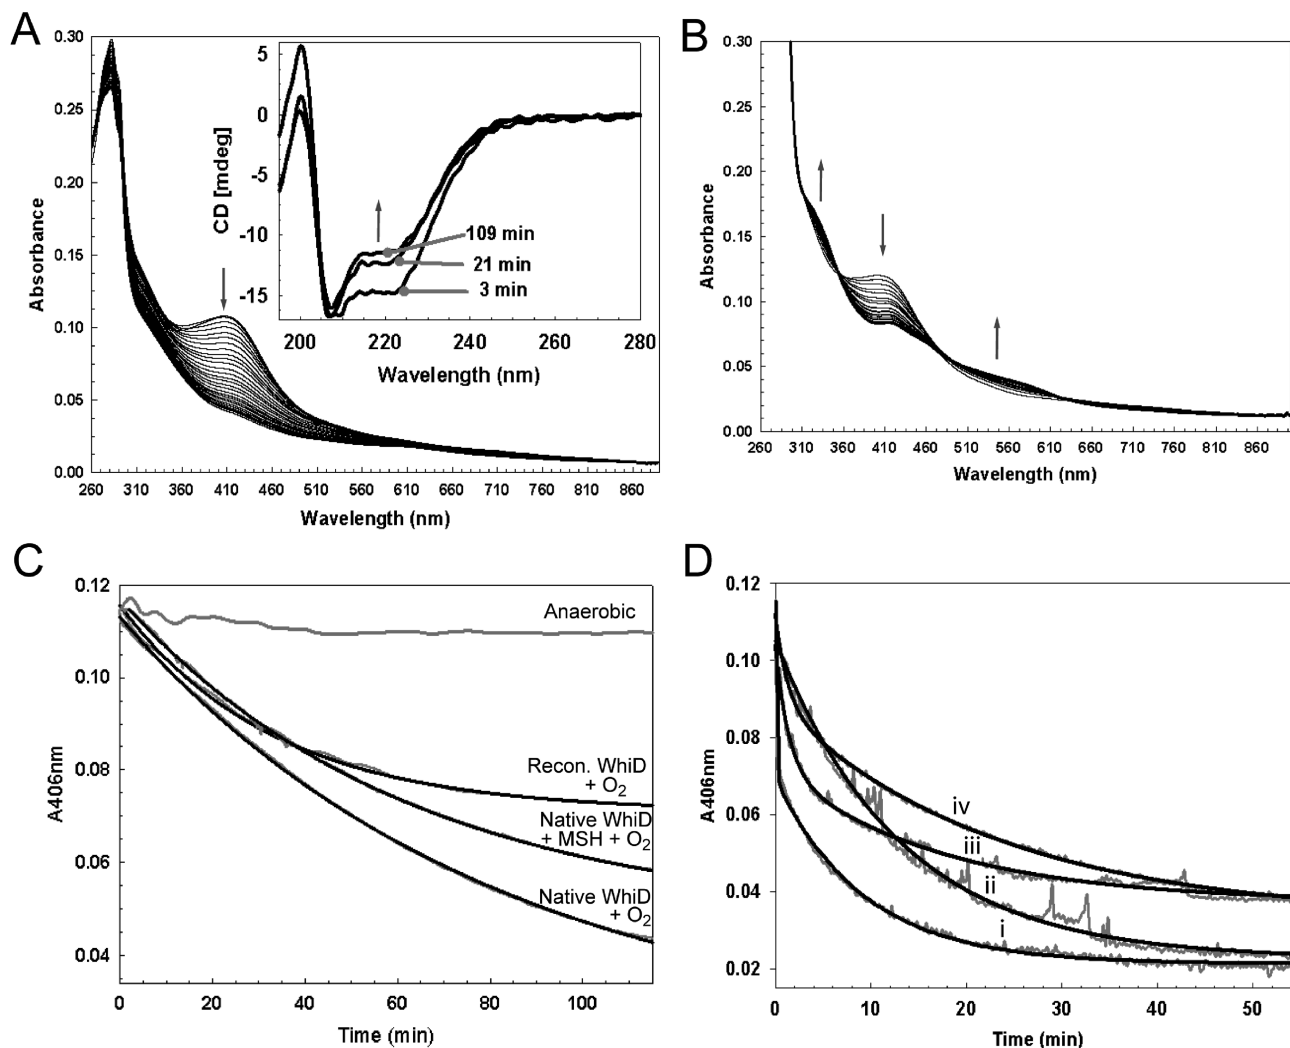 A
0.30
0.25
0.20
0.15
0.10
0.05
0.00
Absorbance
260 310 360 410 460 510 560 610 660 710 760 810 860
Wavelength (nm)
5
0
-5
-10
-15
CD [mdeg]
109 min
21 min
3 min
200 220 240 260 280
Wavelength (nm)
B
0.30
0.25
0.20
0.15
0.10
0.05
0.00
Absorbance
260 310 360 410 460 510 560 610 660 710 760 810 860
Wavelength (nm)
C
0.12
0.10
0.08
0.06
0.04
A406nm
Anaerobic
Recon. WhiD
+ O2
Native WhiD
+ MSH + O2
Native WhiD
+ O2
0 20 40 60 80 100
Time (min)
D
0.12
0.10
0.08
0.06
0.04
0.02
A406nm
iv
iii
ii
i
0 10 20 30 40 50
Time (min)